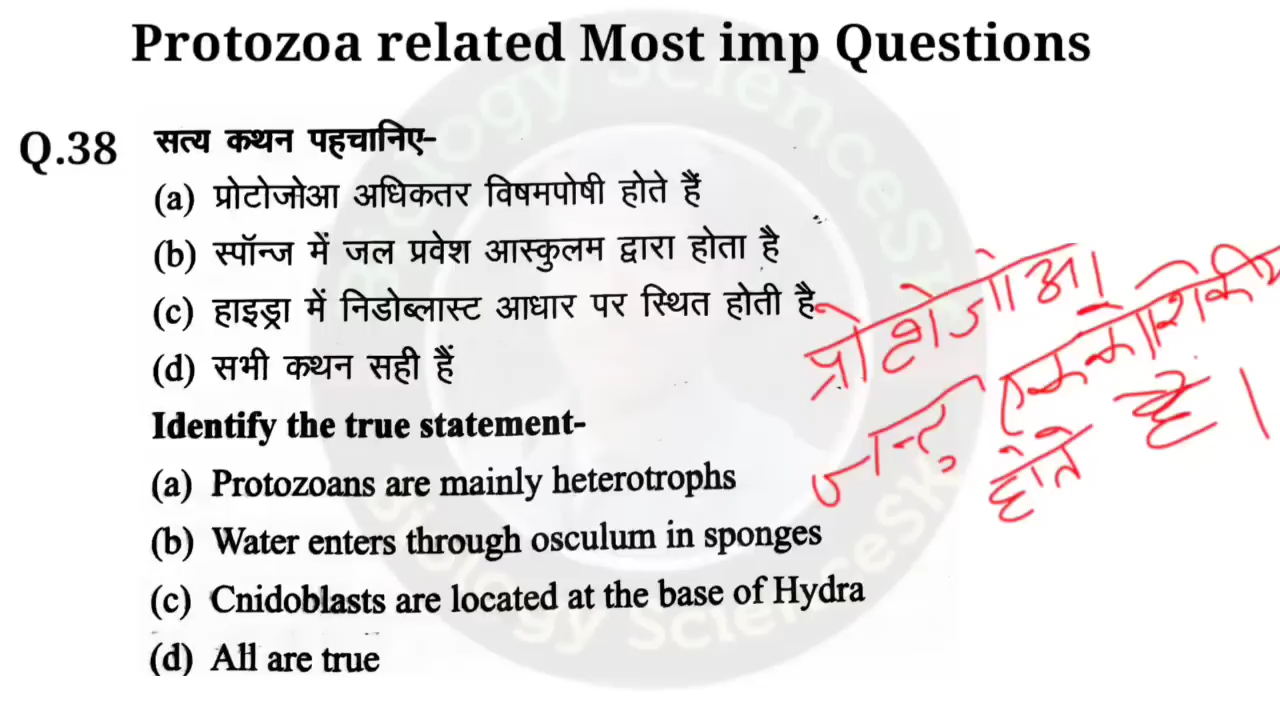 Protozoa related Most imp Questions
Q.38 सत्य कथन पहचानिए-
(a) प्रोटोजोआ अधिकतर विषमपोषी होते हैं
(b) स्पॉन्ज में जल प्रवेश आस्कुलम द्वारा होता है
(c) हाइड्रा में निडोब्लास्ट आधार पर स्थित होती है
(d) सभी कथन सही हैं
Identify the true statement-
(a) Protozoans are mainly heterotrophs
(b) Water enters through osculum in sponges
(c) Cnidoblasts are located at the base of Hydra
(d) All are true
प्रोटोजोआ
जन्तु एककोशिकीय
होते है।